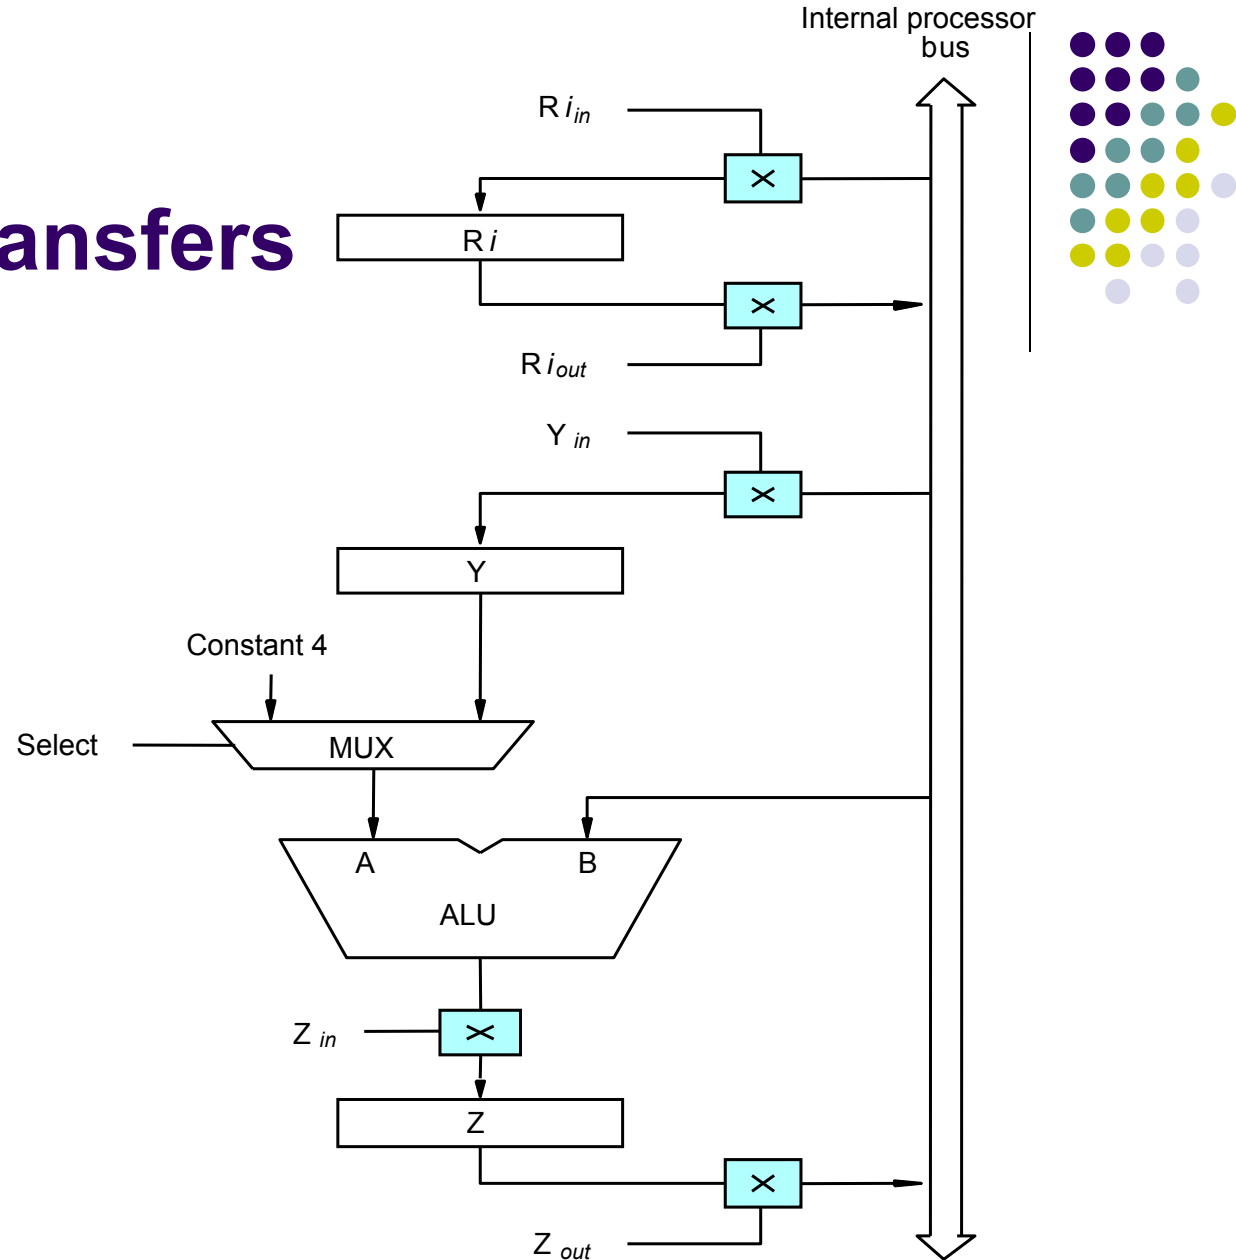 Internal processor
bus
R i in
ansfers
R i
R i out
Y in
Y
Constant 4
Select
MUX
A B
ALU
Z in
Z
Z out